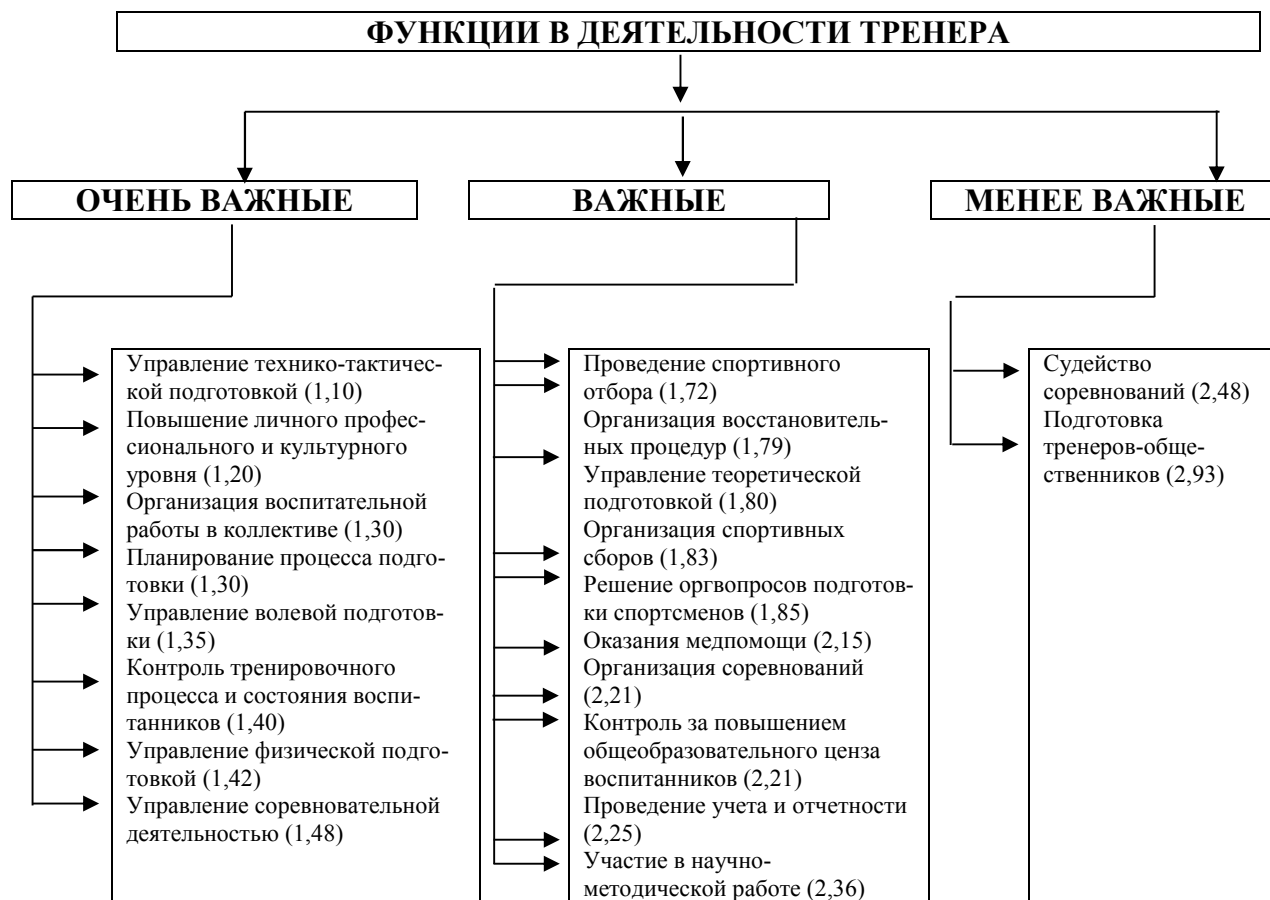 ФУНКЦИИ В ДЕЯТЕЛЬНОСТИ ТРЕНЕРА
ОЧЕНЬ ВАЖНЫЕ
ВАЖНЫЕ
МЕНЕЕ ВАЖНЫЕ
Управление технико-тактичес-
кой подготовкой (1,10)
Повышение личного профес-
сионального и культурного
уровня (1,20)
Организация воспитательной
работы в коллективе (1,30)
Планирование процесса подго-
товки (1,30)
Управление волевой подготов-
ки (1,35)
Контроль тренировочного
процесса и состояния воспи-
танников (1,40)
Управление физической подго-
товкой (1,42)
Управление соревновательной
деятельностью (1,48)
Проведение спортивного
отбора (1,72)
Организация восстановитель-
ных процедур (1,79)
Управление теоретической
подготовкой (1,80)
Организация спортивных
сборов (1,83)
Решение оргвопросов подготов-
ки спортсменов (1,85)
Оказания медпомощи (2,15)
Организация соревнований
(2,21)
Контроль за повышением
общеобразовательного ценза
воспитанников (2,21)
Проведение учета и отчетности
(2,25)
Участие в научно-
методической работе (2,36)
Судейство
соревнований (2,48)
Подготовка
тренеров-обще-
ственников (2,93)